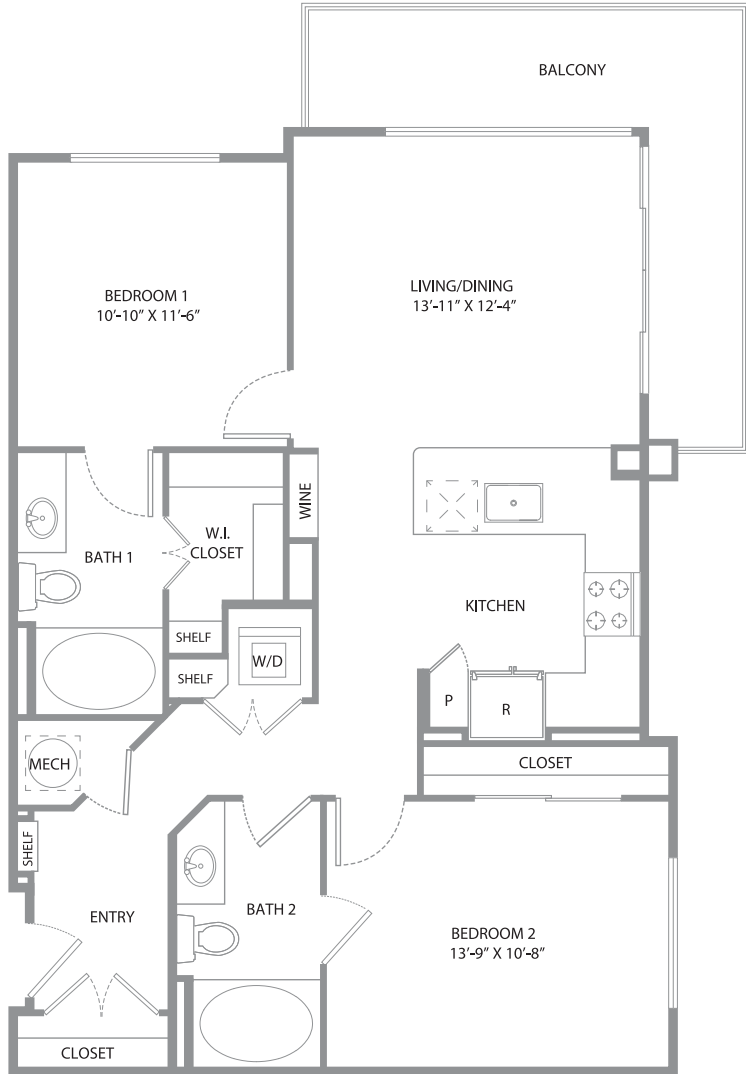 BALCONY
BEDROOM 1
10'-10" X 11'-6"
LIVING/DINING
13'-11" X 12'-4"
WINE
W.I.
CLOSET
BATH 1
KITCHEN
SHELF
W/D
SHELF
P
R
MECH
CLOSET
SHELF
ENTRY
BATH 2
BEDROOM 2
13'-9" X 10'-8"
CLOSET